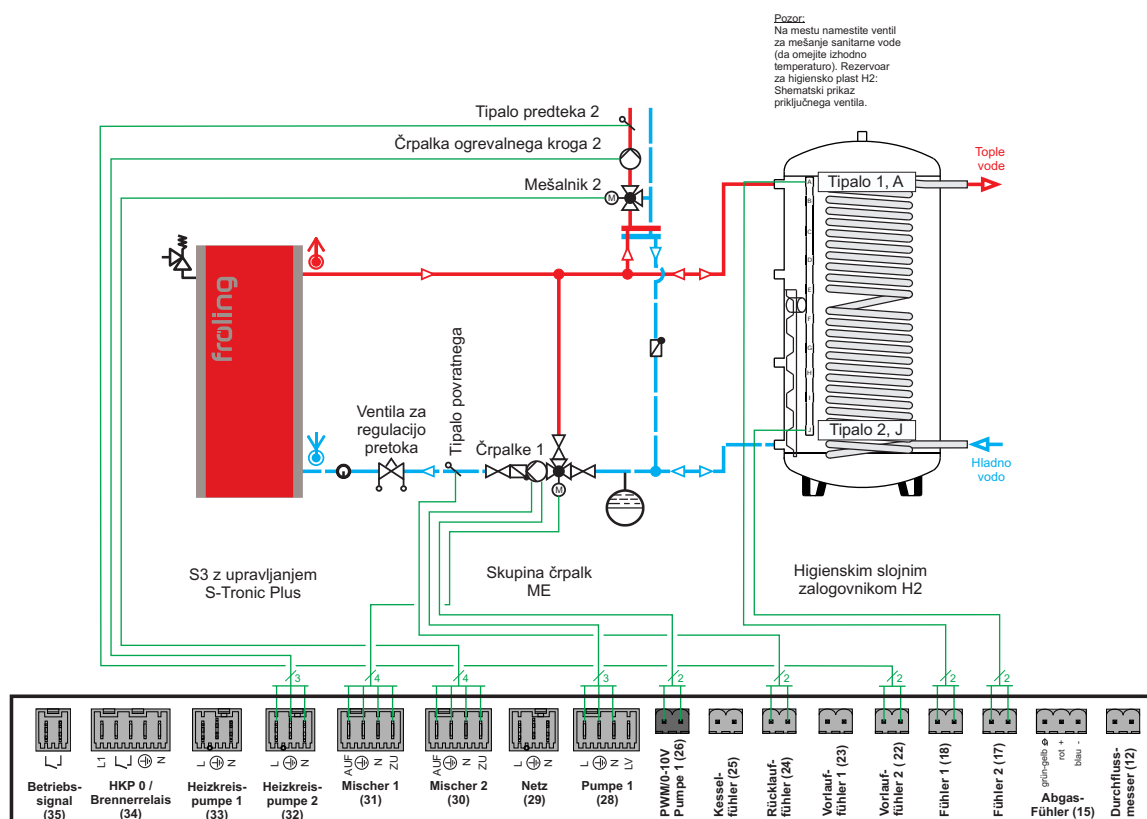 Pozor:
Na mestu namestite ventil
za mešanje sanitarne vode
(da omejite izhodno
temperaturo). Rezervoar
za higiensko plast H2:
Shematski prikaz
priključnega ventila.
Tipalo predteka 2
Črpalka ogrevalnega kroga 2
Mešalnik 2
M
Tople
vode
Tipalo 1, A
A
B
C
D
E
F
G
H
I
J
Tipalo 2, J
Hladno
vodo
fröling
Ventila za
regulacijo
pretoka
Tipalo povratnega
Črpalke 1
M
S3 z upravljanjem
S-Tronic Plus
Skupina črpalk
ME
Higienskim slojnim
zalogovnikom H2
3
4
4
3
2
2
2
2
2
L1
N
L
N
L
N
AUF
N
ZU
AUF
N
ZU
L
N
L
N
LV
grün-gelb
rot +
blau -
Betriebs-
signal
(35)
HKP 0 /
Brennerrelais
(34)
Heizkreis-
pumpe 1
(33)
Heizkreis-
pumpe 2
(32)
Mischer 1
(31)
Mischer 2
(30)
Netz
(29)
Pumpe 1
(28)
PWM/0-10V
Pumpe 1 (26)
Kessel-
fühler (25)
Rücklauf-
fühler (24)
Vorlauf-
fühler 1 (23)
Vorlauf-
fühler 2 (22)
Fühler 1 (18)
Fühler 2 (17)
Abgas-
Fühler (15)
Durchfluss-
messer (12)